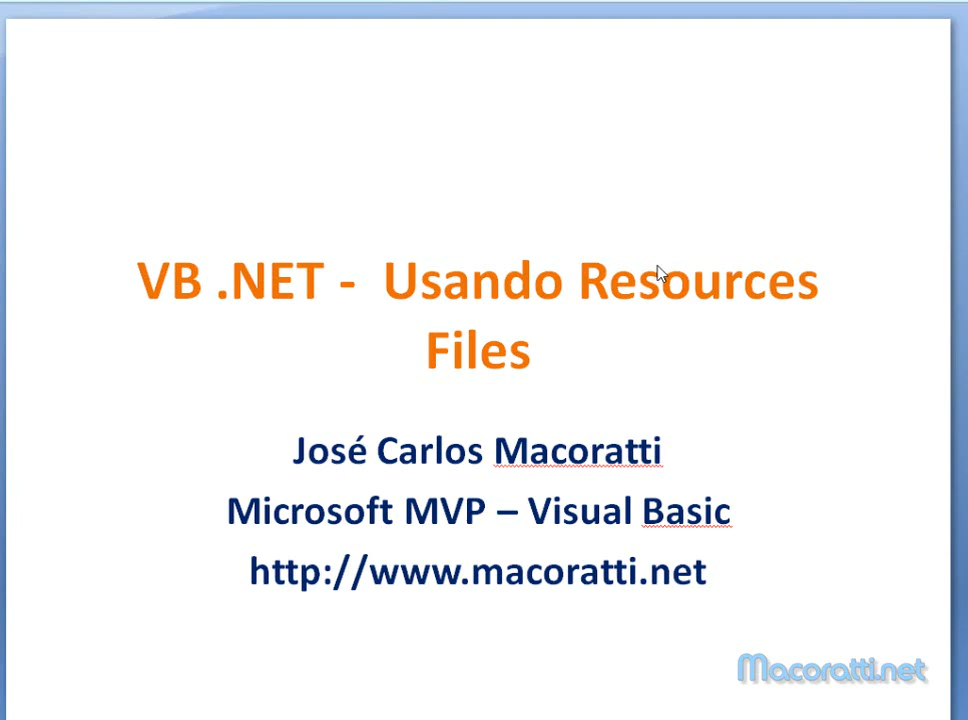 VB .NET -  Usando Resources
Files
José Carlos Macoratti
Microsoft MVP – Visual Basic
http://www.macoratti.net
Macoratti.net